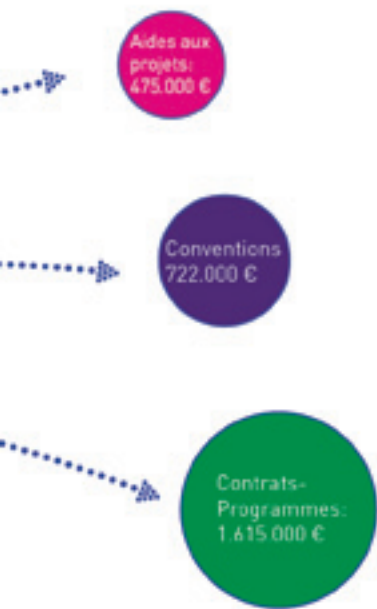 Aides aux
projets:
475.000 €
Conventions
722.000 €
Contrats-
Programmes:
1.615.000 €